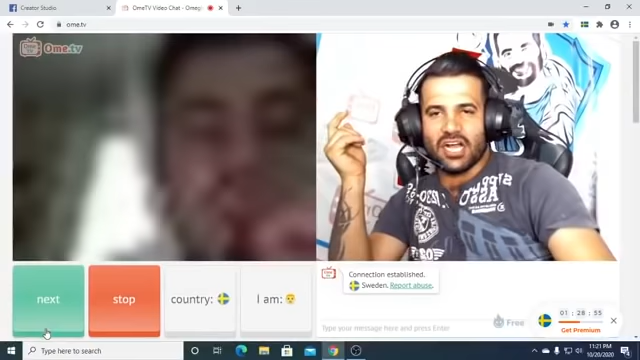 Creator Studio
OmeTV Video Chat - Omeg
ome.tv
Ome.tv
next
stop
country:
I am:
Connection established.
Sweden. Report abuse.
Type your message here and press Enter
Free
01 : 28 : 55
Get Premium
Type here to search
11:21 PM
10/20/2020